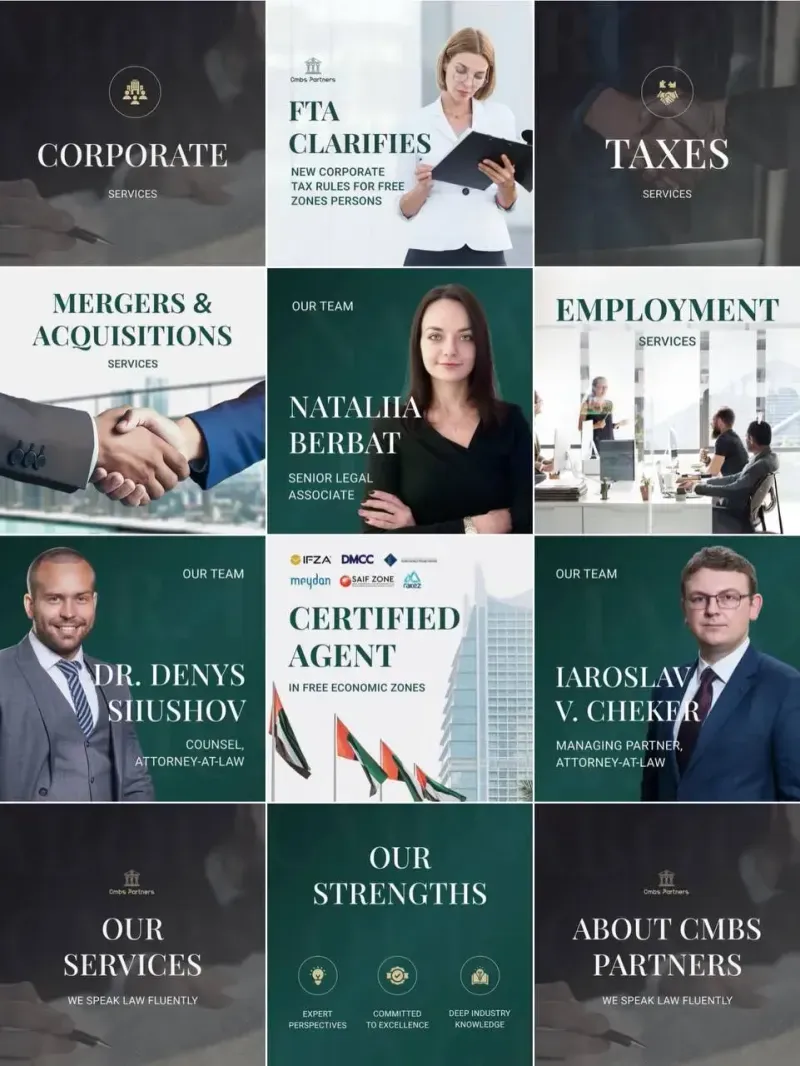 CORPORATE
SERVICES
Cmbs Partners
FTA
CLARIFIES
NEW CORPORATE
TAX RULES FOR FREE
ZONES PERSONS
TAXES
SERVICES
MERGERS &
ACQUISITIONS
SERVICES
OUR TEAM
NATALIIA
BERBAT
SENIOR LEGAL
ASSOCIATE
EMPLOYMENT
SERVICES
OUR TEAM
DR. DENYS
SIIUSHOV
COUNSEL,
ATTORNEY-AT-LAW
IFZA DMCC
meydan SAIF ZONE rakez
CERTIFIED
AGENT
IN FREE ECONOMIC ZONES
OUR TEAM
IAROSLAV
V. CHEKER
MANAGING PARTNER,
ATTORNEY-AT-LAW
Cmbs Partners
OUR
SERVICES
WE SPEAK LAW FLUENTLY
OUR
STRENGTHS
EXPERT
PERSPECTIVES
COMMITTED
TO EXCELLENCE
DEEP INDUSTRY
KNOWLEDGE
Cmbs Partners
ABOUT CMBS
PARTNERS
WE SPEAK LAW FLUENTLY